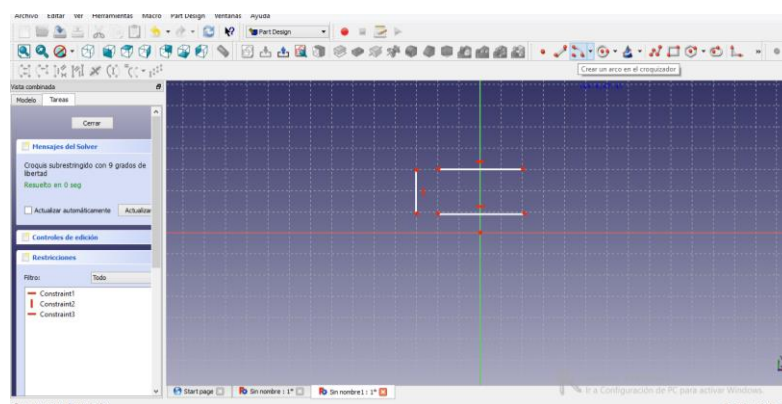 Archivo Editar Ver Herramientas Macro Part Design Ventanas Ayuda
Part Design
Crear un arco en el croquizador
Vista combinada
Modelo Tareas
Cerrar
Mensajes del Solver
Croquis subrestringido con 9 grados de
libertad
Resuelto en 0 seg
Actualizar automáticamente Actualizar
Controles de edición
Restricciones
Filtro: Todo
Constraint1
Constraint2
Constraint3
Start page Sin nombre : 1* Sin nombre1 : 1*
Ir a Configuración de PC para activar Windows.